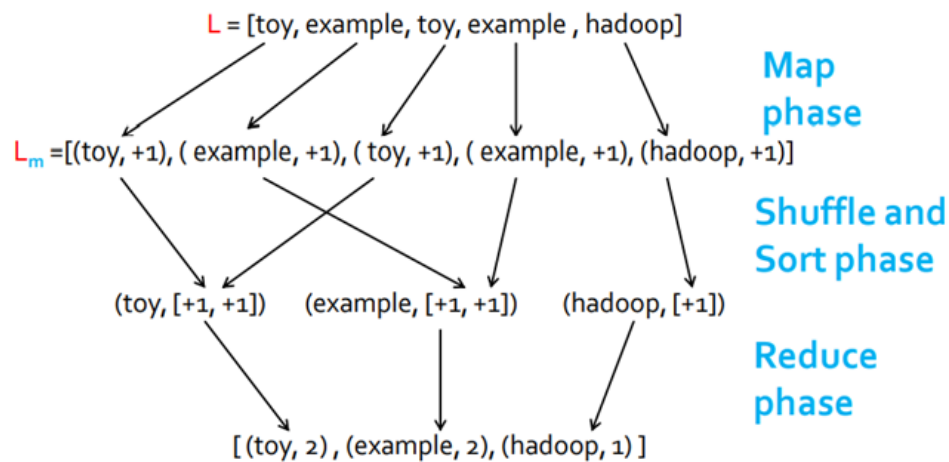 L = [toy, example, toy, example , hadoop]
Map
phase
Lm =[(toy, +1), ( example, +1), ( toy, +1), ( example, +1), (hadoop, +1)]
Shuffle and
Sort phase
(toy, [+1, +1]) (example, [+1, +1]) (hadoop, [+1])
Reduce
phase
[ (toy, 2) , (example, 2), (hadoop, 1) ]